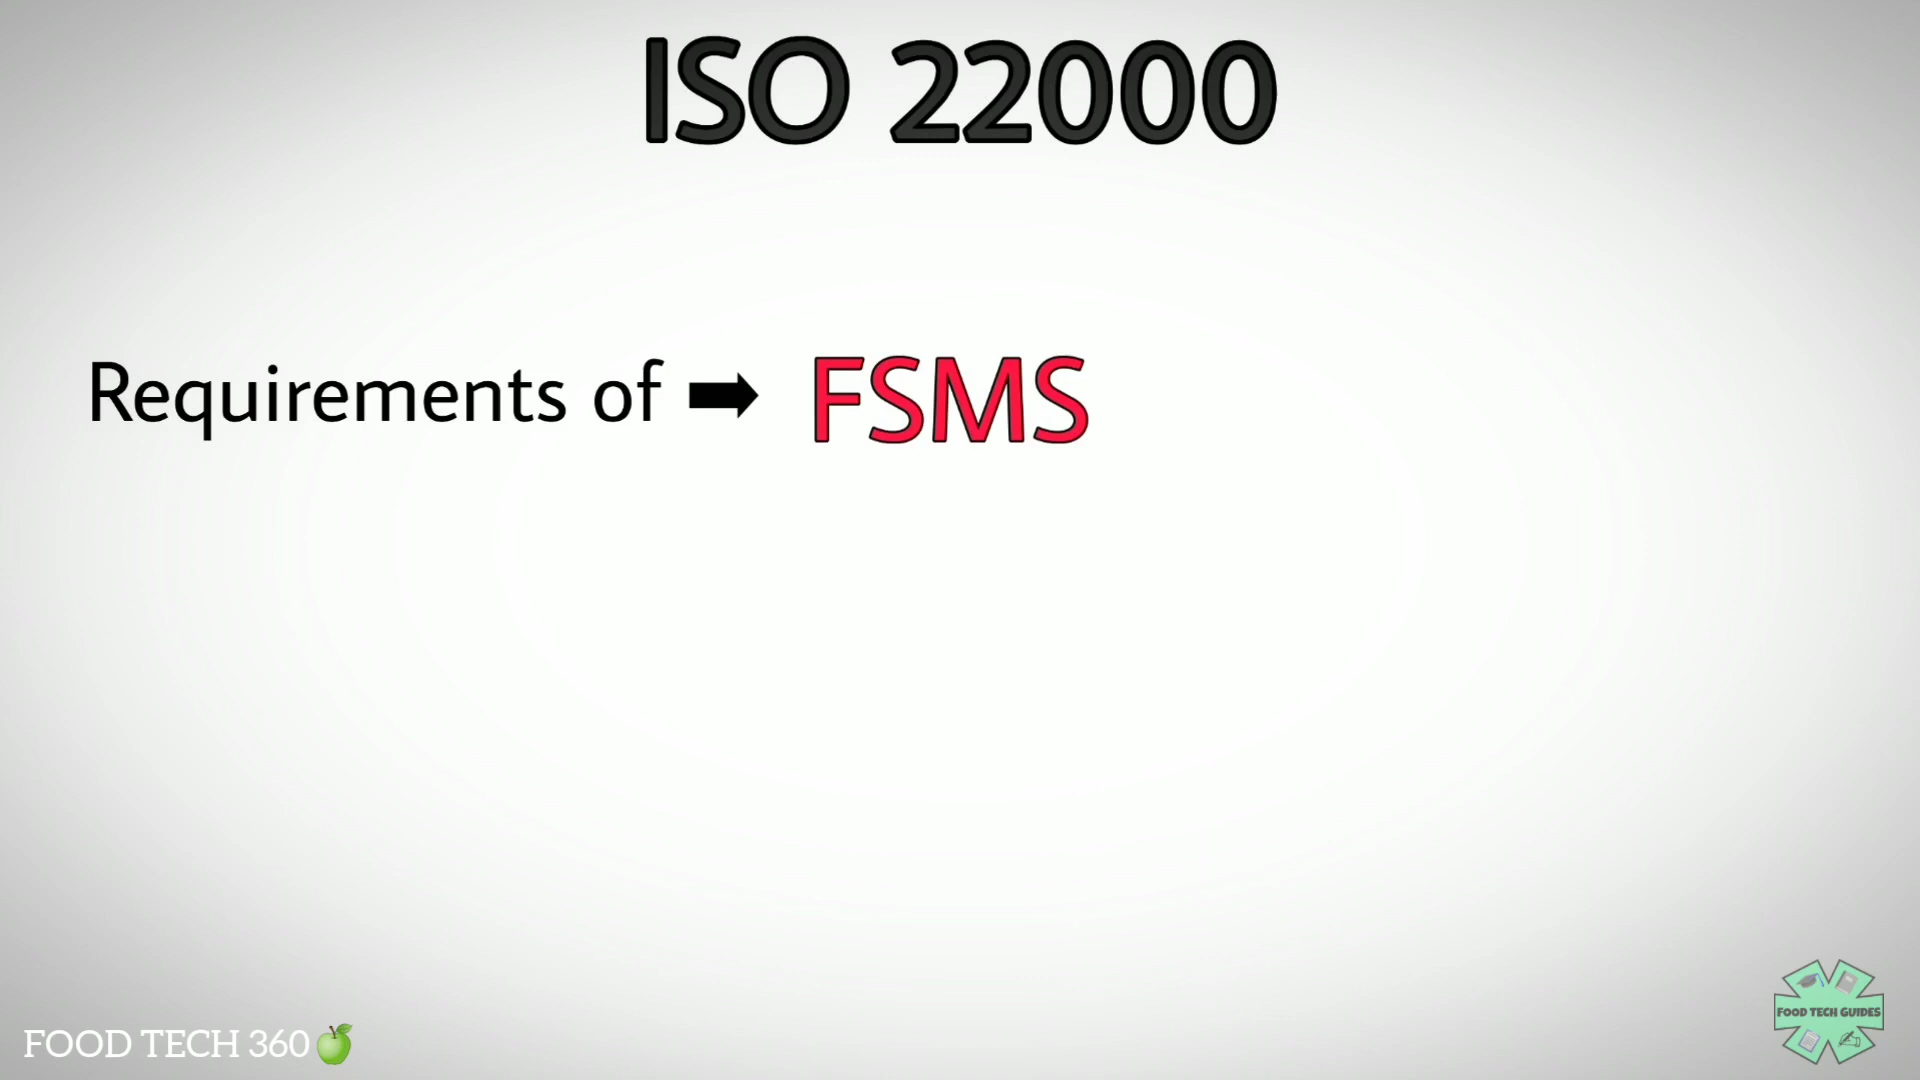 ISO 22000
Requirements of ➡ FSMS
FOOD TECH 360🍏
FOOD TECH GUIDES